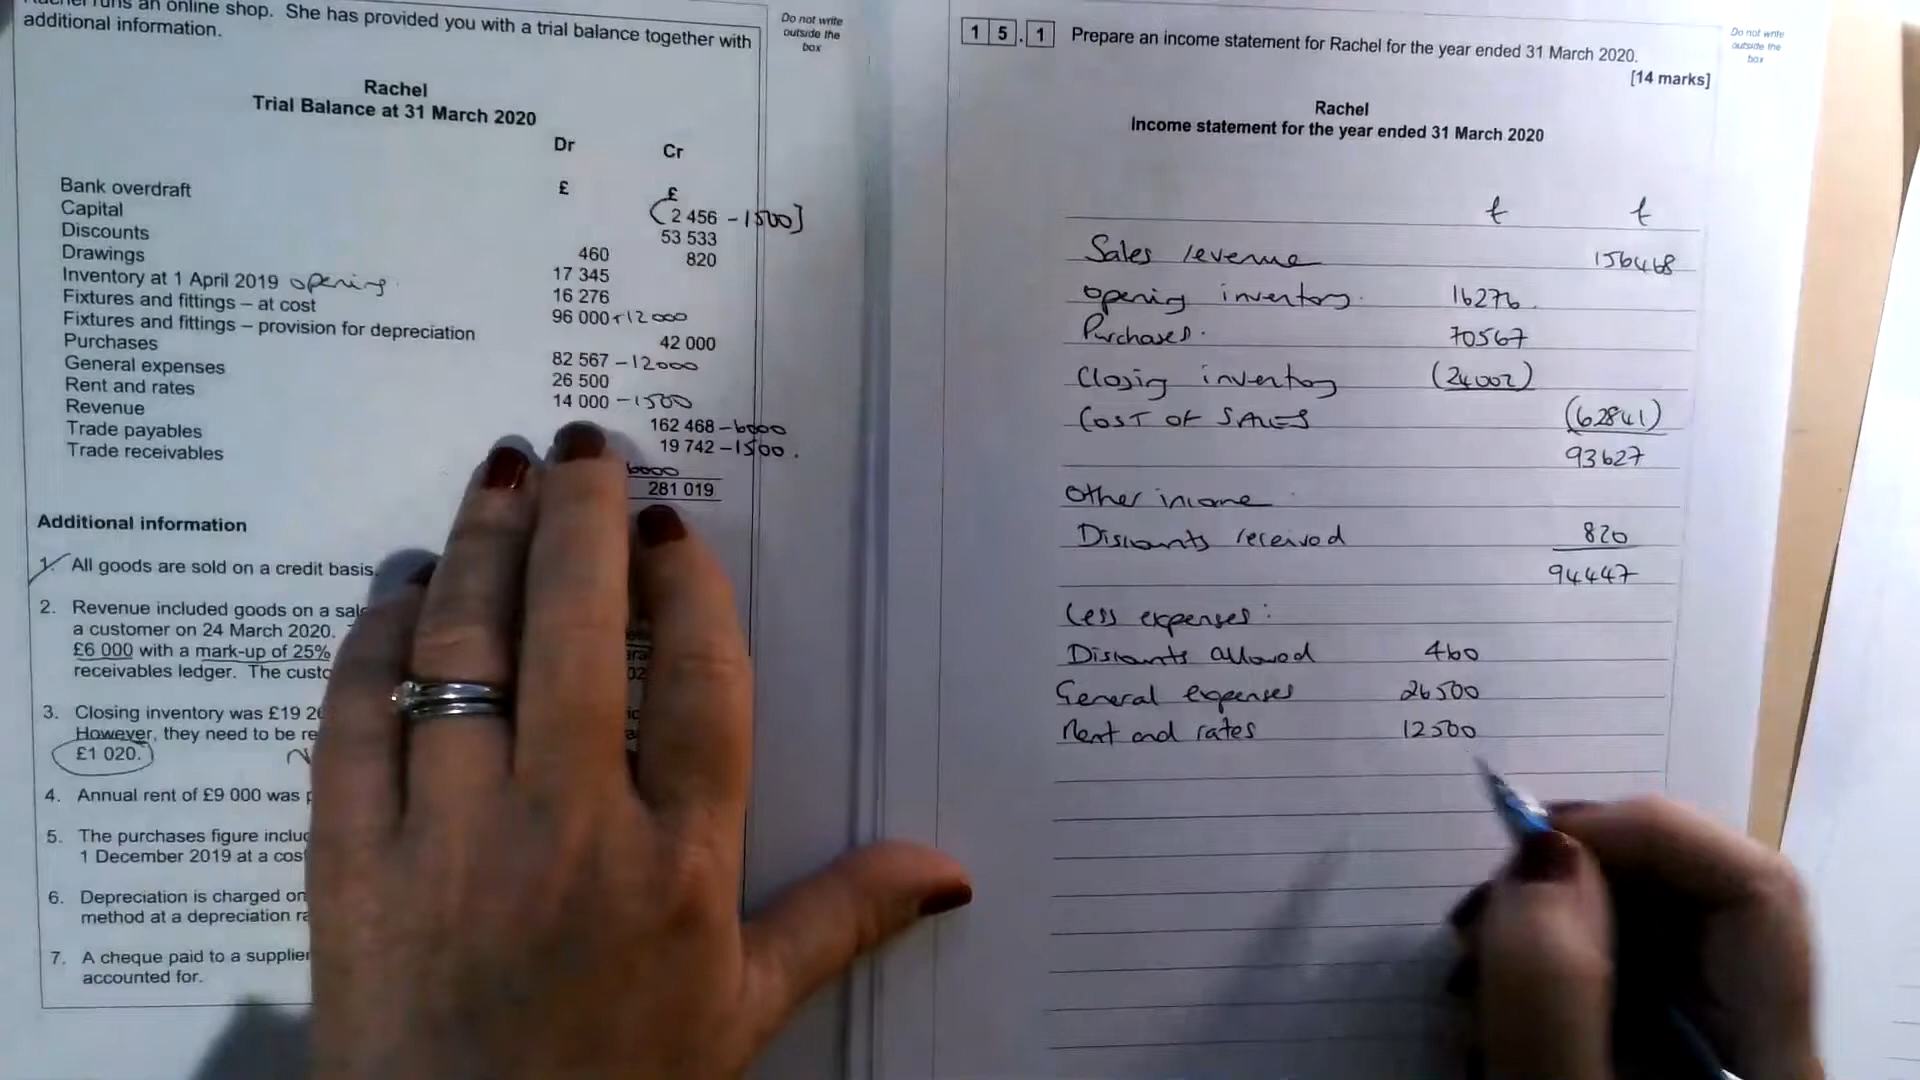 Rachel runs an online shop. She has provided you with a trial balance together with
additional information.
Do not write
outside the
box
Rachel
Trial Balance at 31 March 2020
Dr Cr
£ £
Bank overdraft (2 456 – 1500]
Capital 53 533
Discounts 460 820
Drawings 17 345
Inventory at 1 April 2019 opening 16 276
Fixtures and fittings – at cost 96 000 + 12000
Fixtures and fittings – provision for depreciation 42 000
Purchases 82 567 – 12000
General expenses 26 500
Rent and rates 14 000 – 1500
Revenue 162 468 – 6000
Trade payables 19 742 – 1500.
Trade receivables
6000
281 019
Additional information
1. All goods are sold on a credit basis.
2. Revenue included goods on a sale
a customer on 24 March 2020.
£6 000 with a mark-up of 25%
receivables ledger. The
3. Closing inventory was £19
However, they need to be
£1 020.
4. Annual rent of £9 000 was
5. The purchases figure
1 December 2019 at a
6. Depreciation is charged on
method at a depreciation
7. A cheque paid to a supplier
accounted for.
1 5 . 1 Prepare an income statement for Rachel for the year ended 31 March 2020.
[14 marks]
Do not write
outside the
box
Rachel
Income statement for the year ended 31 March 2020
£ £
Sales revenue 156468
Opening inventory. 16276.
Purchases. 70567
Closing inventory (24002)
COST OF SALES (62841)
93627
Other income
Discounts received 820
94447
Less expenses:
Discounts allowed 460
General expenses 26500
Rent and rates 12500